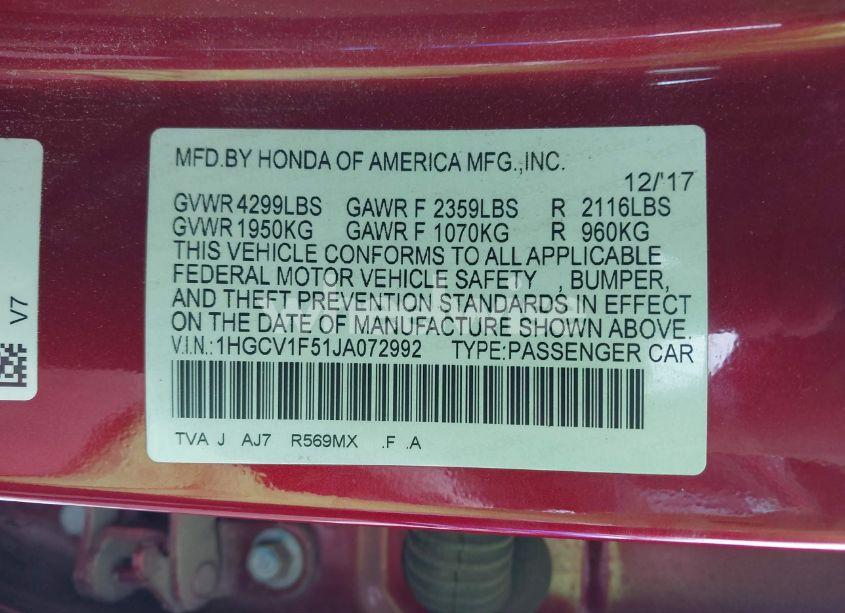 MFD.BY HONDA OF AMERICA MFG.,INC.
12/'17
GVWR 4299LBS GAWR F 2359LBS R 2116LBS
GVWR 1950KG GAWR F 1070KG R 960KG
THIS VEHICLE CONFORMS TO ALL APPLICABLE
FEDERAL MOTOR VEHICLE SAFETY , BUMPER,
AND THEFT PREVENTION STANDARDS IN EFFECT
ON THE DATE OF MANUFACTURE SHOWN ABOVE.
V.I.N.:1HGCV1F51JA072992 TYPE:PASSENGER CAR
TVA J AJ7 R569MX .F .A
V7